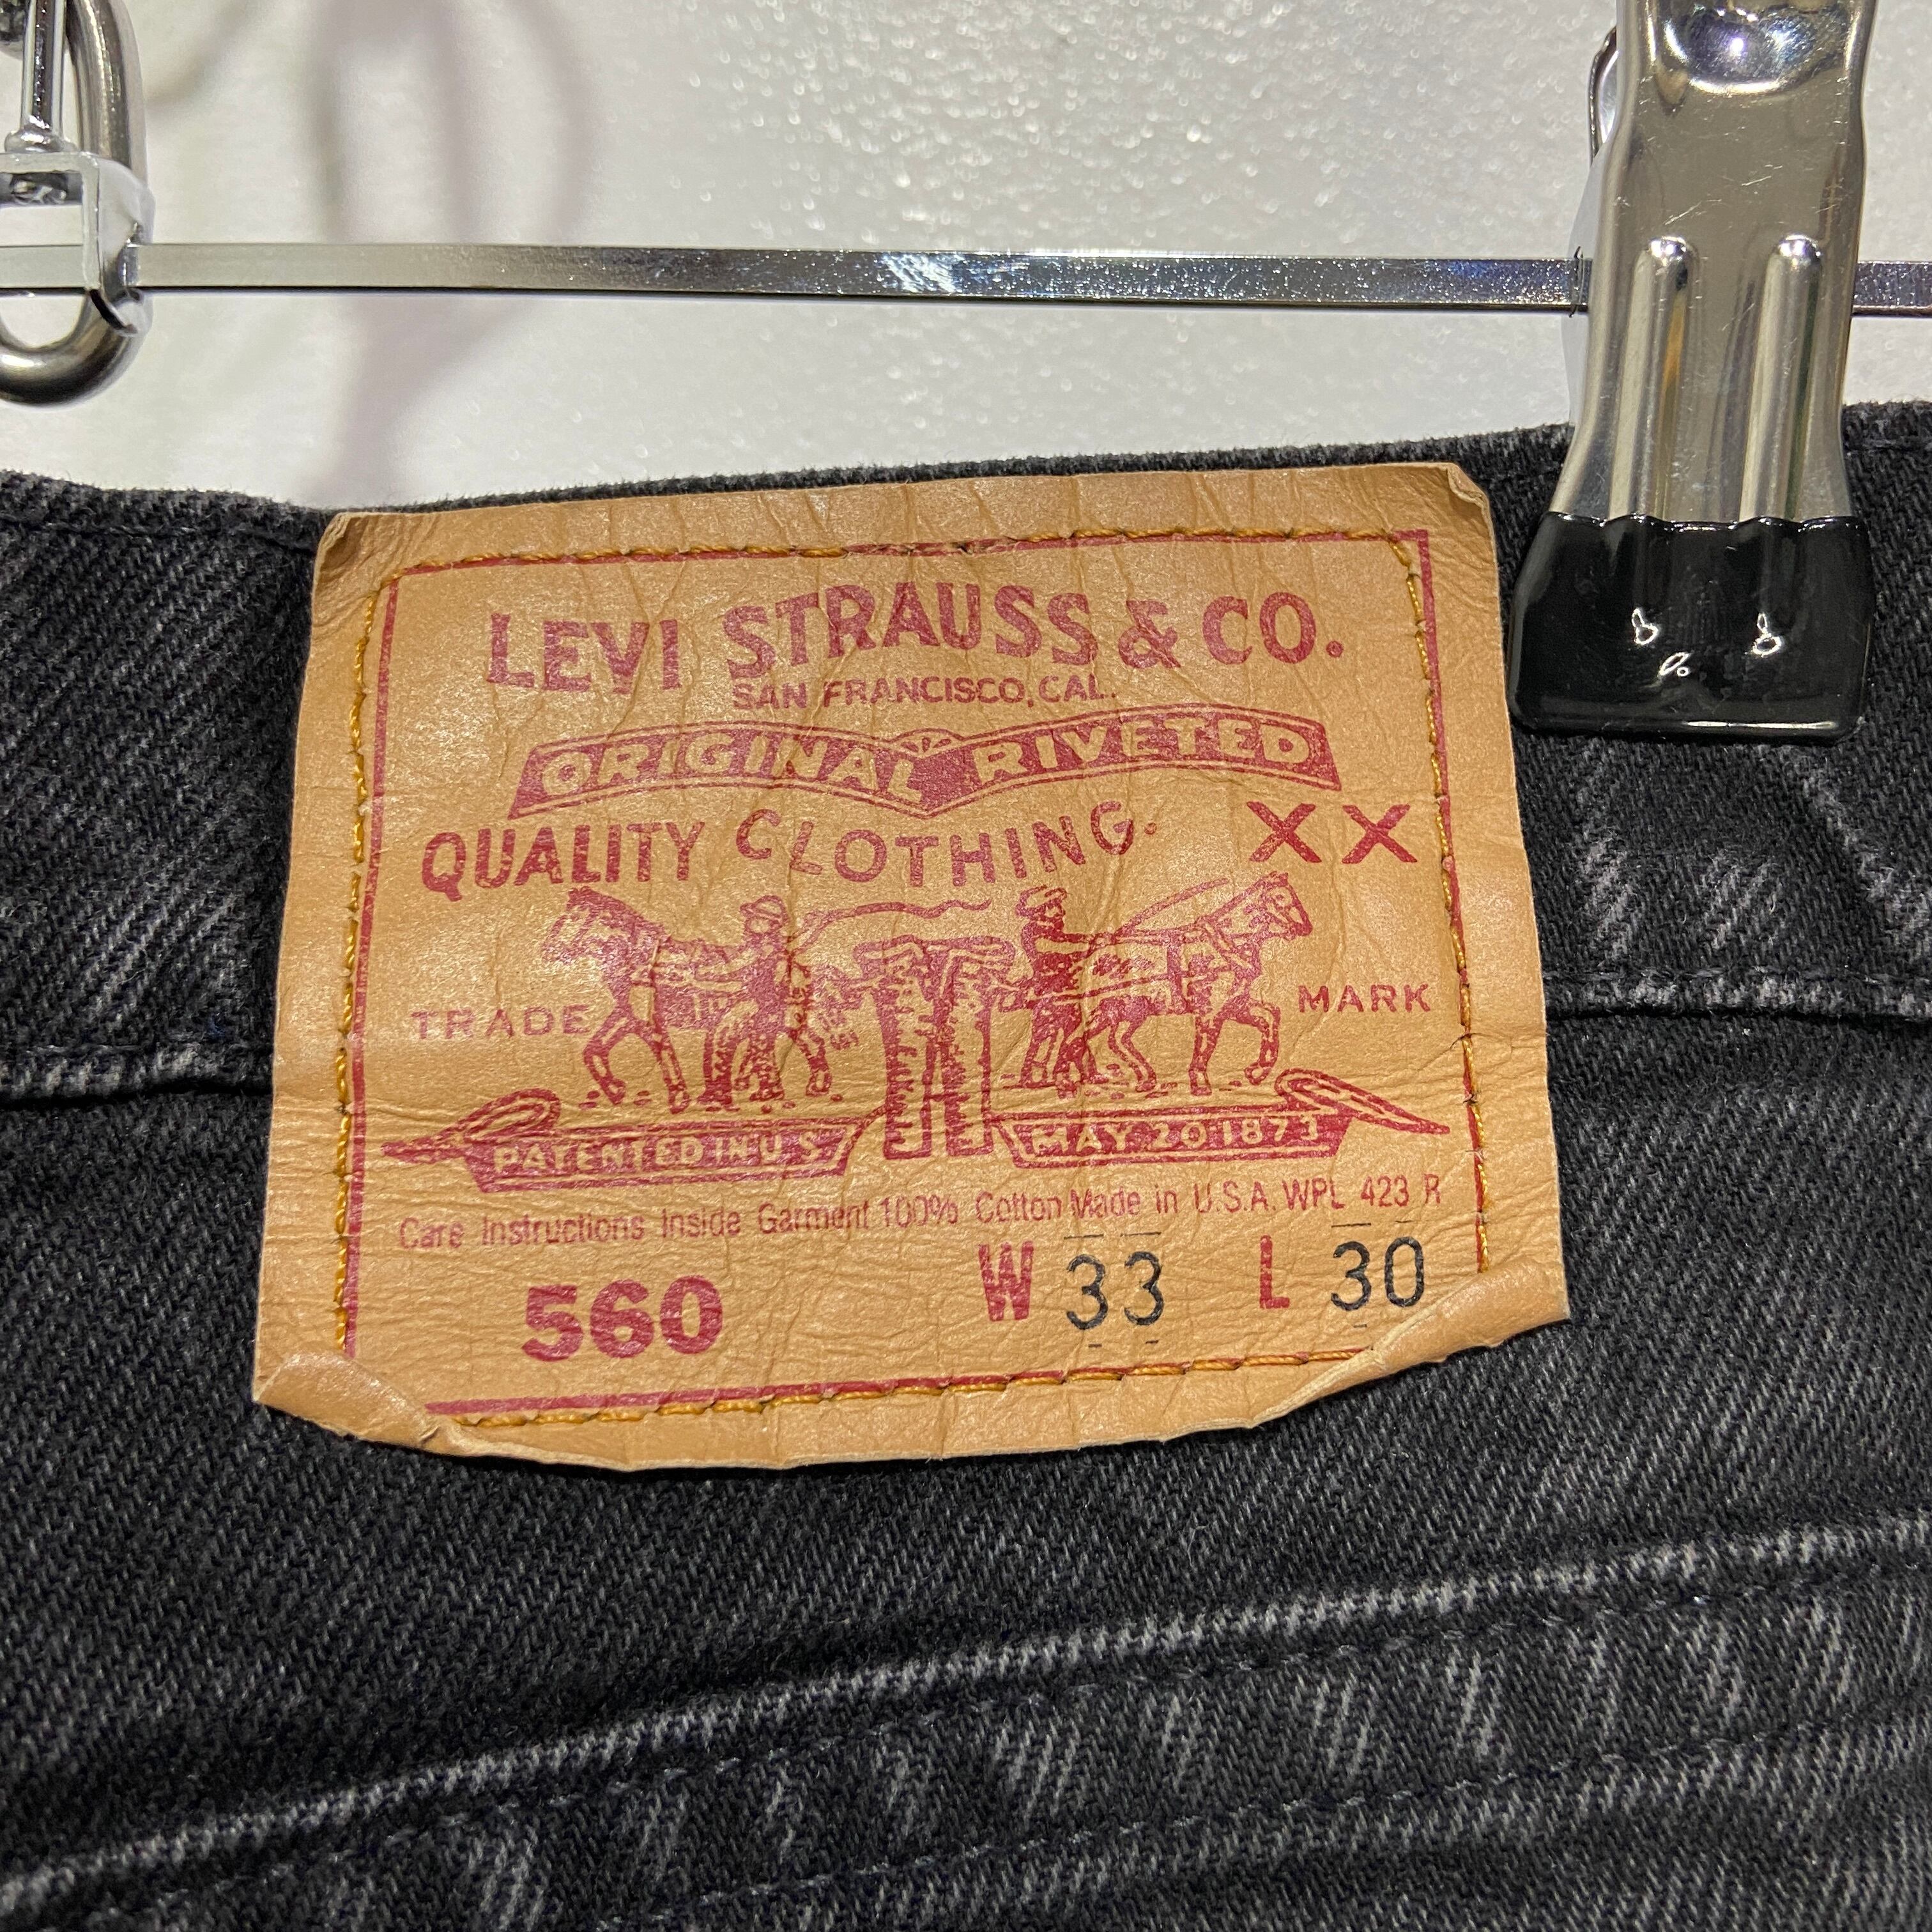 LEVI STRAUSS & CO.
SAN FRANCISCO, CAL.
ORIGINAL RIVETED
QUALITY CLOTHING. XX
TRADE MARK
PATENTED IN U.S. MAY 20 1873
Care Instructions Inside Garment 100% Cotton Made in U.S.A. WPL 423 R
560 W 33 L 30